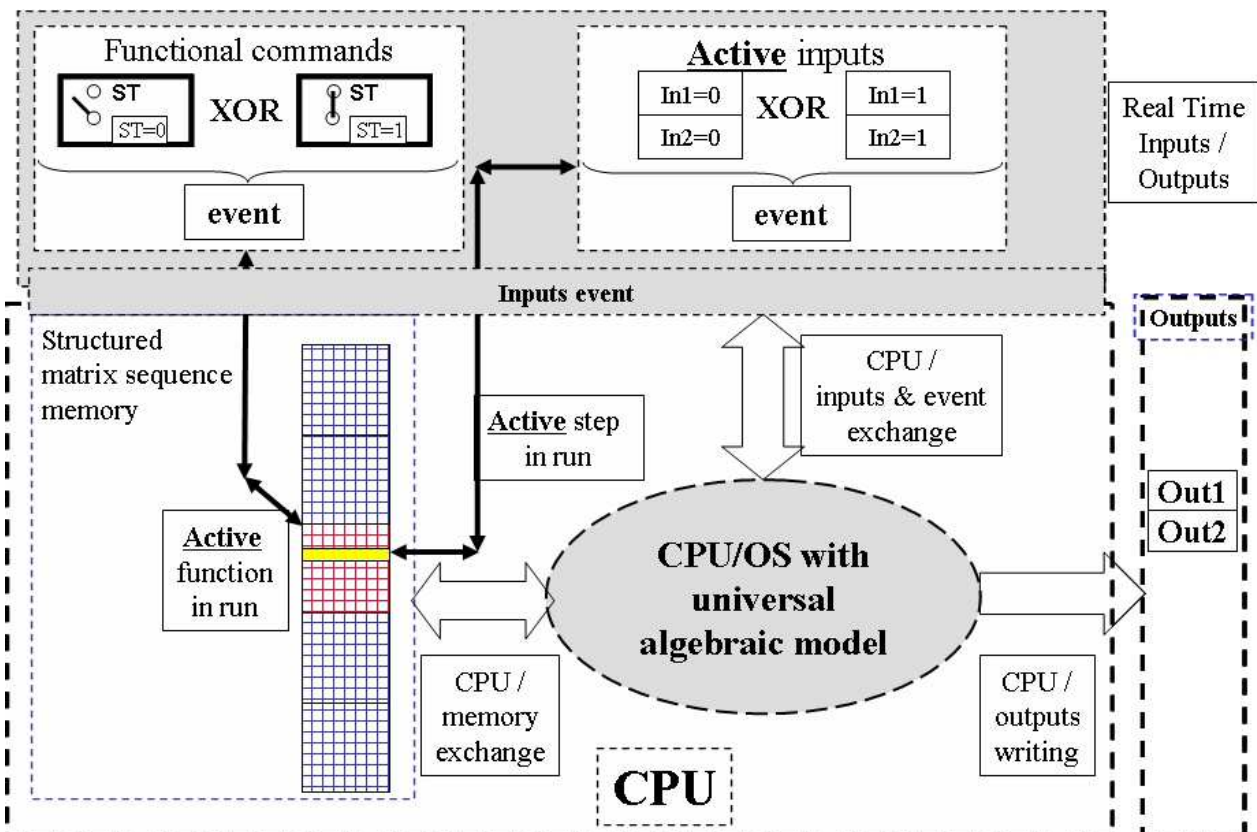 Functional commands
ST
ST=0
XOR
ST
ST=1
event
Active inputs
In1=0
In2=0
XOR
In1=1
In2=1
event
Real Time
Inputs /
Outputs
Inputs event
Structured
matrix sequence
memory
Active
function
in run
Active step
in run
CPU /
inputs & event
exchange
CPU/OS with
universal
algebraic model
CPU /
memory
exchange
CPU /
outputs
writing
CPU
Outputs
Out1
Out2